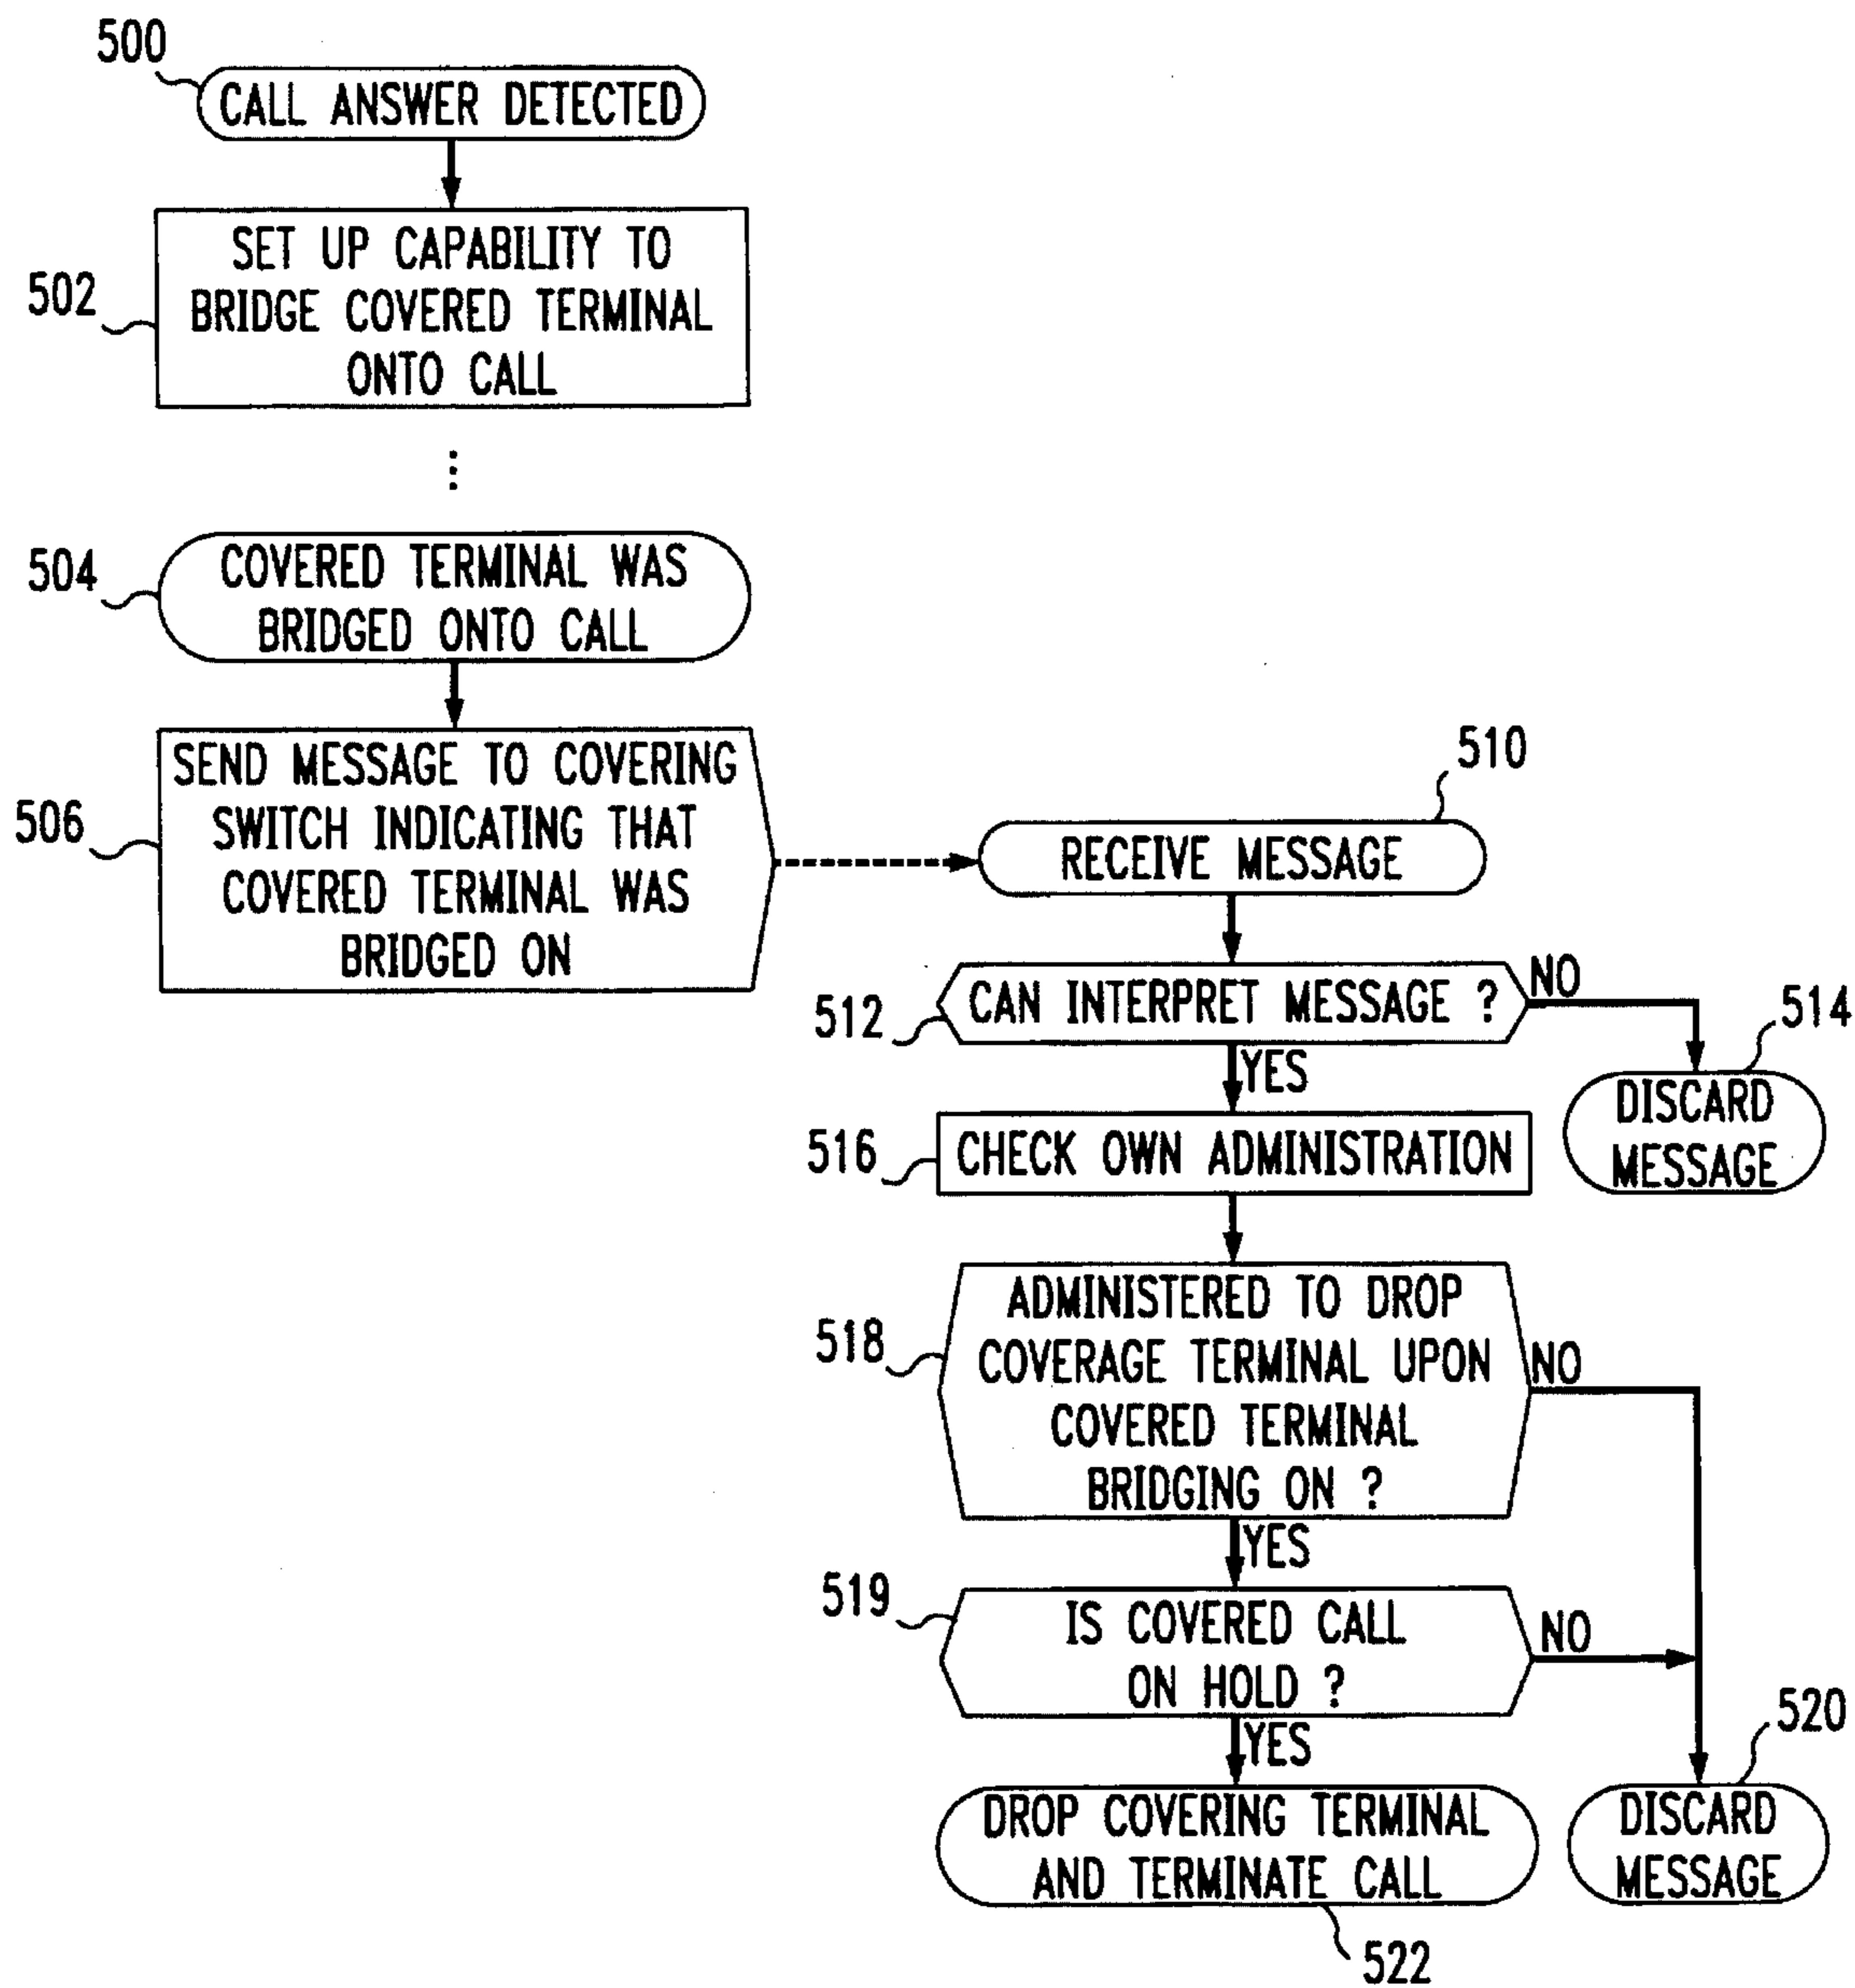 500
CALL ANSWER DETECTED
502
SET UP CAPABILITY TO
BRIDGE COVERED TERMINAL
ONTO CALL
504
COVERED TERMINAL WAS
BRIDGED ONTO CALL
506
SEND MESSAGE TO COVERING
SWITCH INDICATING THAT
COVERED TERMINAL WAS
BRIDGED ON
510
RECEIVE MESSAGE
512
CAN INTERPRET MESSAGE ?
NO
514
DISCARD
MESSAGE
YES
516
CHECK OWN ADMINISTRATION
518
ADMINISTERED TO DROP
COVERAGE TERMINAL UPON
COVERED TERMINAL
BRIDGING ON ?
NO
YES
519
IS COVERED CALL
ON HOLD ?
NO
YES
520
DISCARD
MESSAGE
DROP COVERING TERMINAL
AND TERMINATE CALL
522